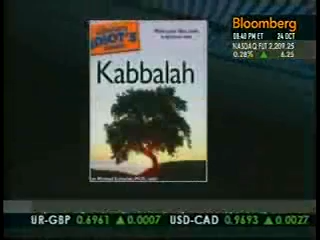 Bloomberg
08:40 PM ET 24 OCT
NASDAQ FUT 2,209.25
0.28% ▲ 6.25
IDIOT'S
Kabbalah
UR-GBP 0.6961 ▲ 0.0007 USD-CAD 0.9693 ▲ 0.0027